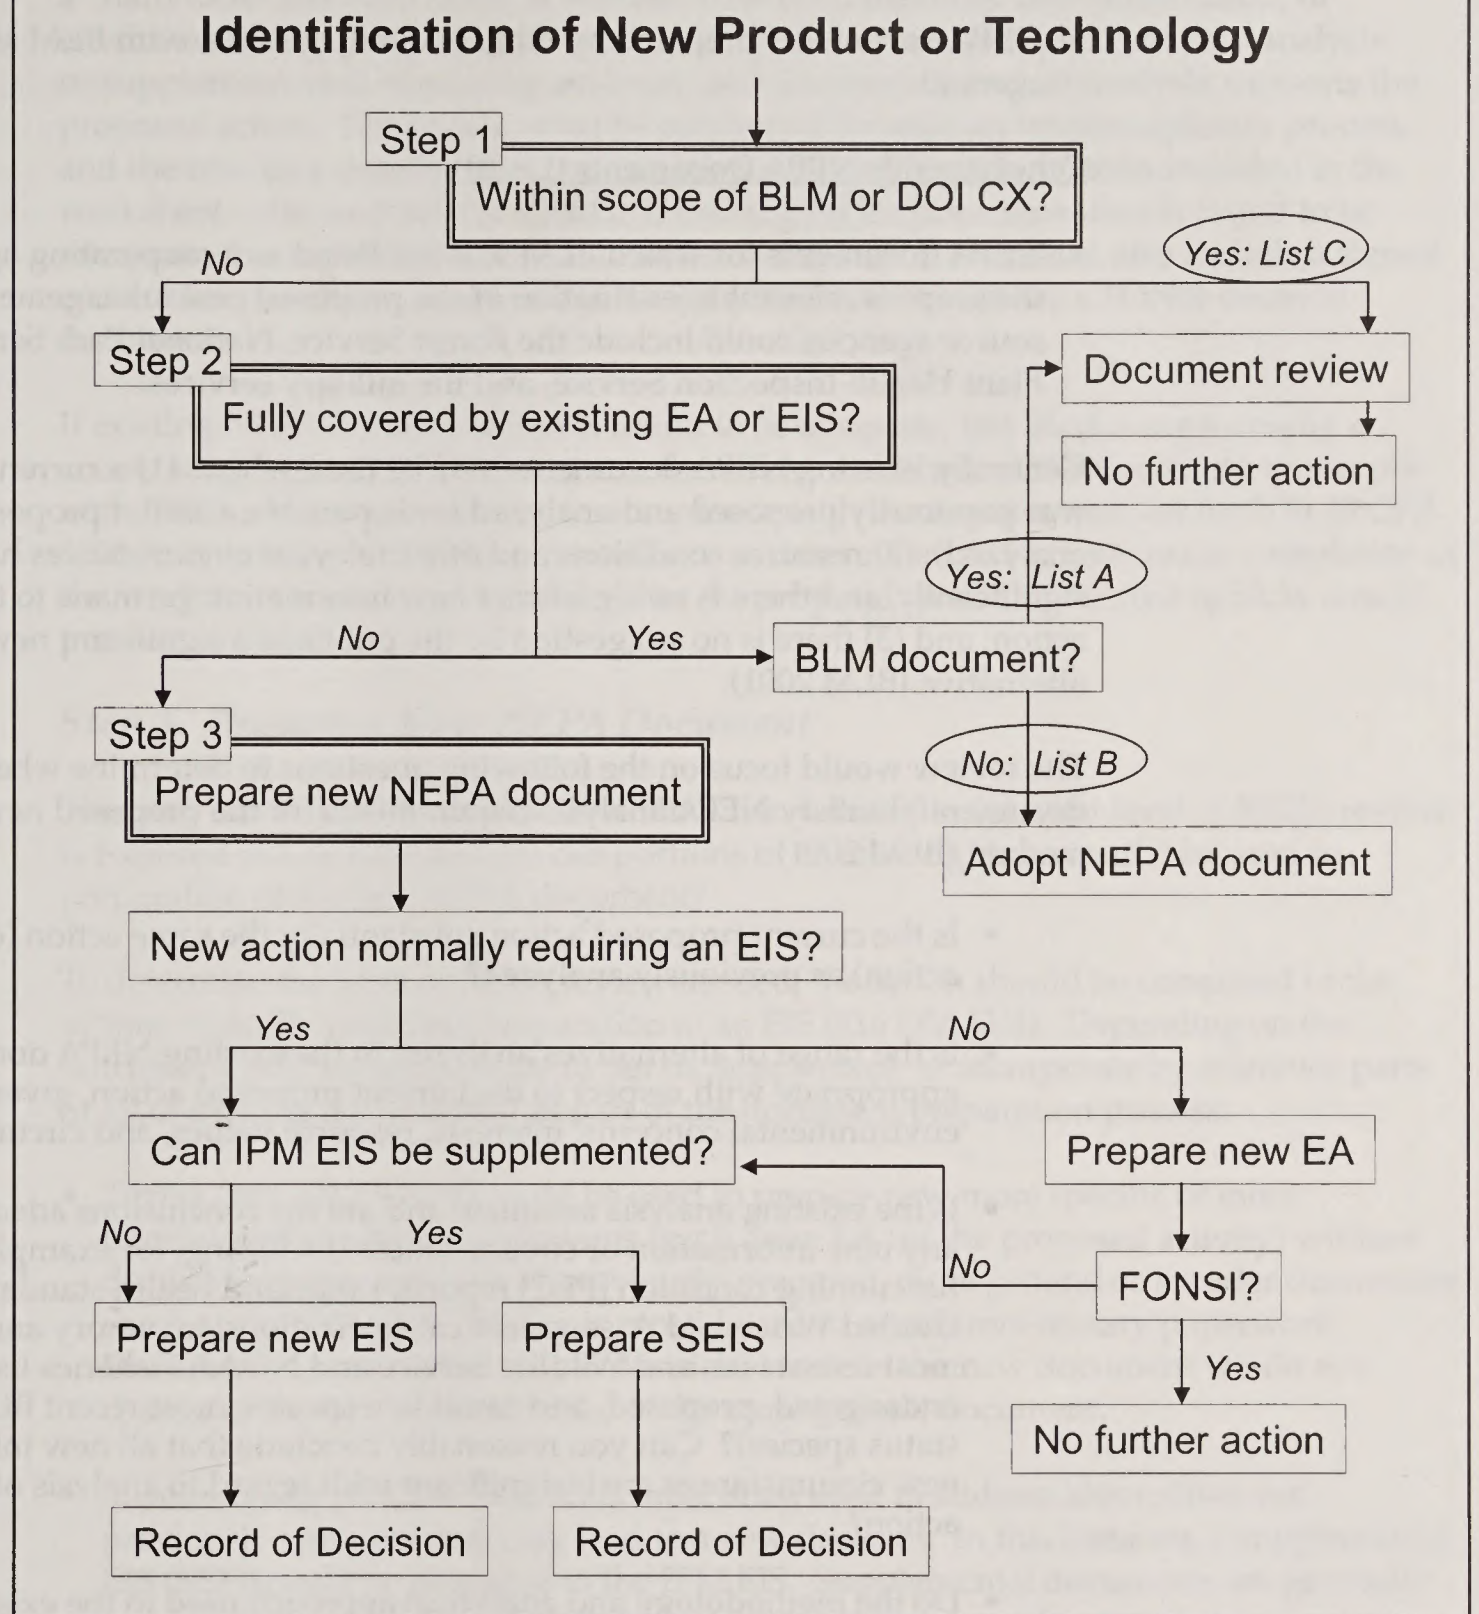 Identification of New Product or Technology
Step 1
Within scope of BLM or DOI CX?
No
Yes: List C
Step 2
Fully covered by existing EA or EIS?
Document review
No further action
Yes: List A
No
Yes
BLM document?
Step 3
Prepare new NEPA document
No: List B
Adopt NEPA document
New action normally requiring an EIS?
Yes
No
Can IPM EIS be supplemented?
Prepare new EA
No
Yes
No
FONSI?
Prepare new EIS
Prepare SEIS
Yes
No further action
Record of Decision
Record of Decision